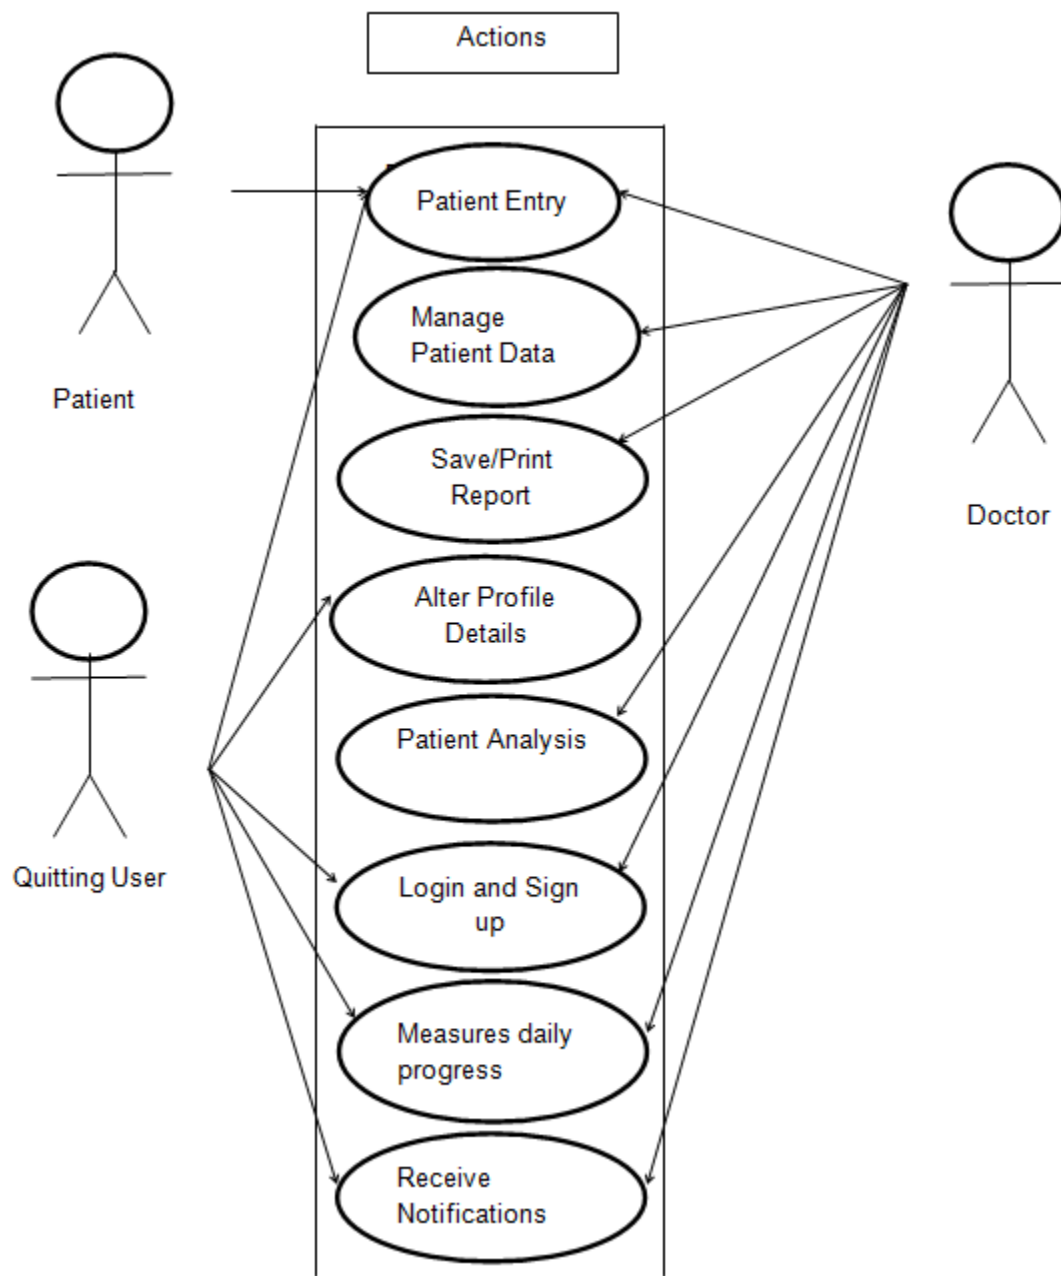 Actions
Patient Entry
Manage
Patient Data
Patient
Save/Print
Report
Doctor
Alter Profile
Details
Patient Analysis
Quitting User
Login and Sign
up
Measures daily
progress
Receive
Notifications